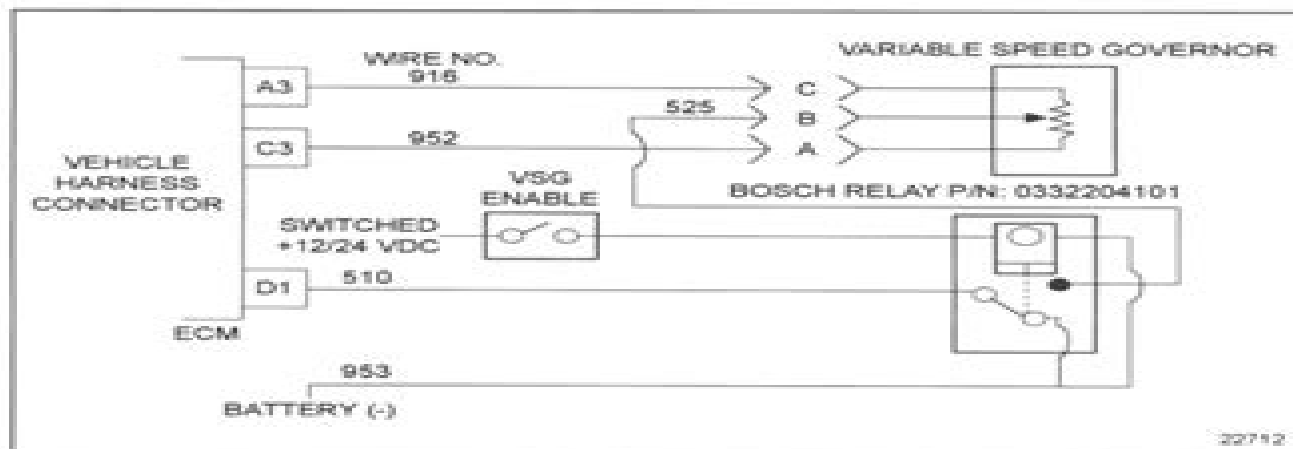 VARIABLE SPEED GOVERNOR
WIRE NO.
A3
916
C
525
B
C3
952
A
VEHICLE
HARNESS
CONNECTOR
VSG
ENABLE
BOSCH RELAY P/N: 0332204101
SWITCHED
+12/24 VDC
D1
510
ECM
953
BATTERY (-)
22712